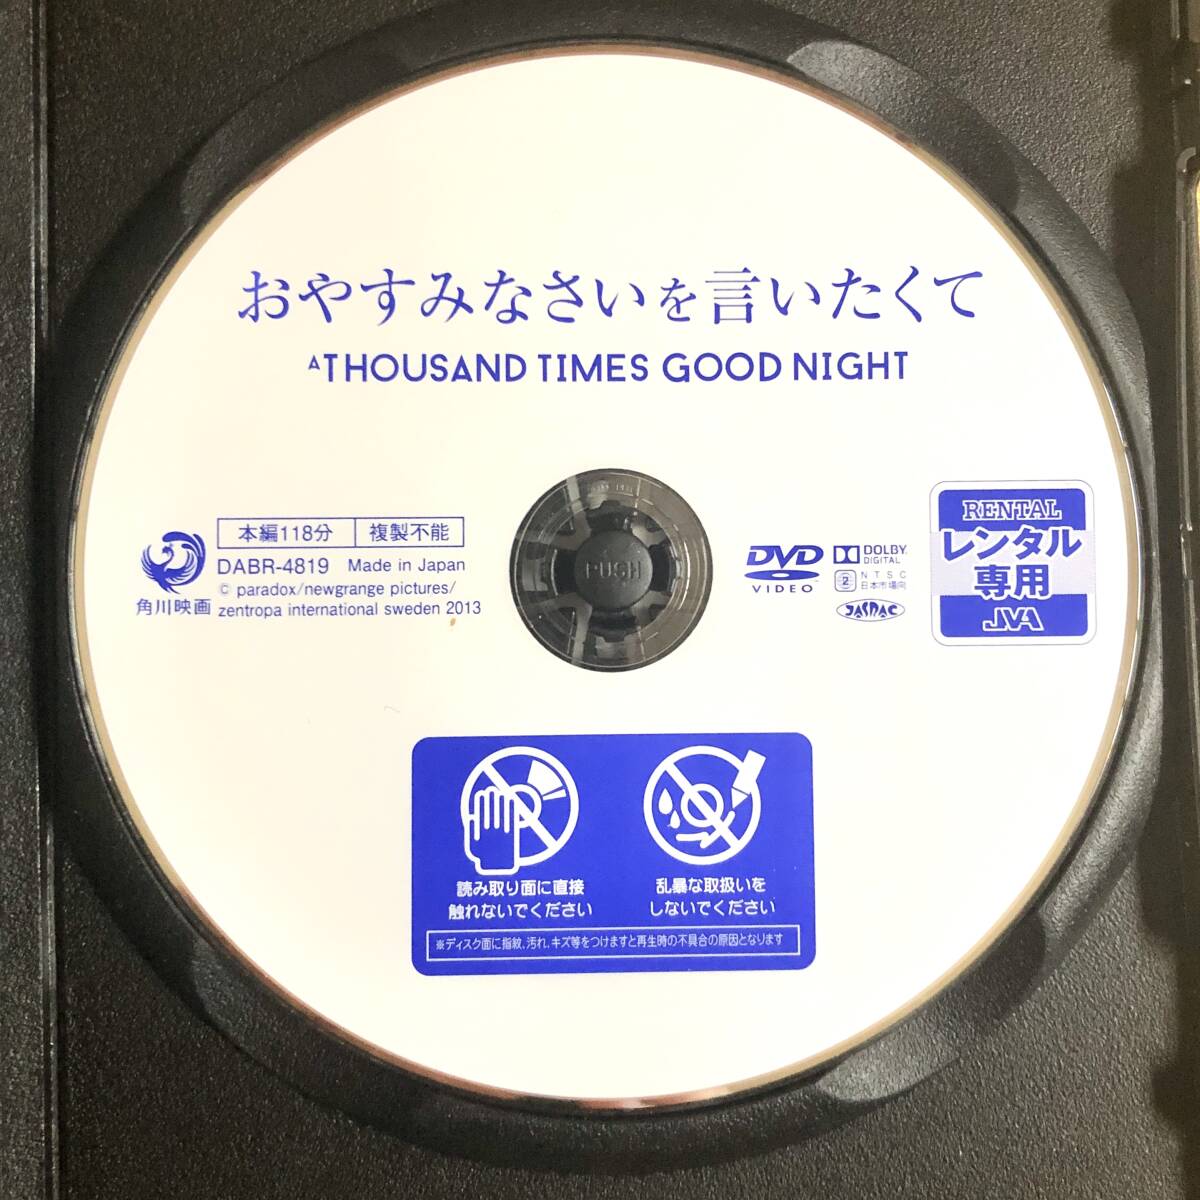 おやすみなさいを言いたくて
A THOUSAND TIMES GOOD NIGHT
本編118分 複製不能
DABR-4819 Made in Japan
© paradox/newgrange pictures/
zentropa international sweden 2013
角川映画
PUSH
DVD
VIDEO
DOLBY
DIGITAL
2
NTSC
日本市場向
JASRAC
RENTAL
レンタル
専用
JVA
読み取り面に直接
触れないでください
乱暴な取扱いを
しないでください
※ディスク面に指紋,汚れ,キズ等をつけますと再生時の不具合の原因となります